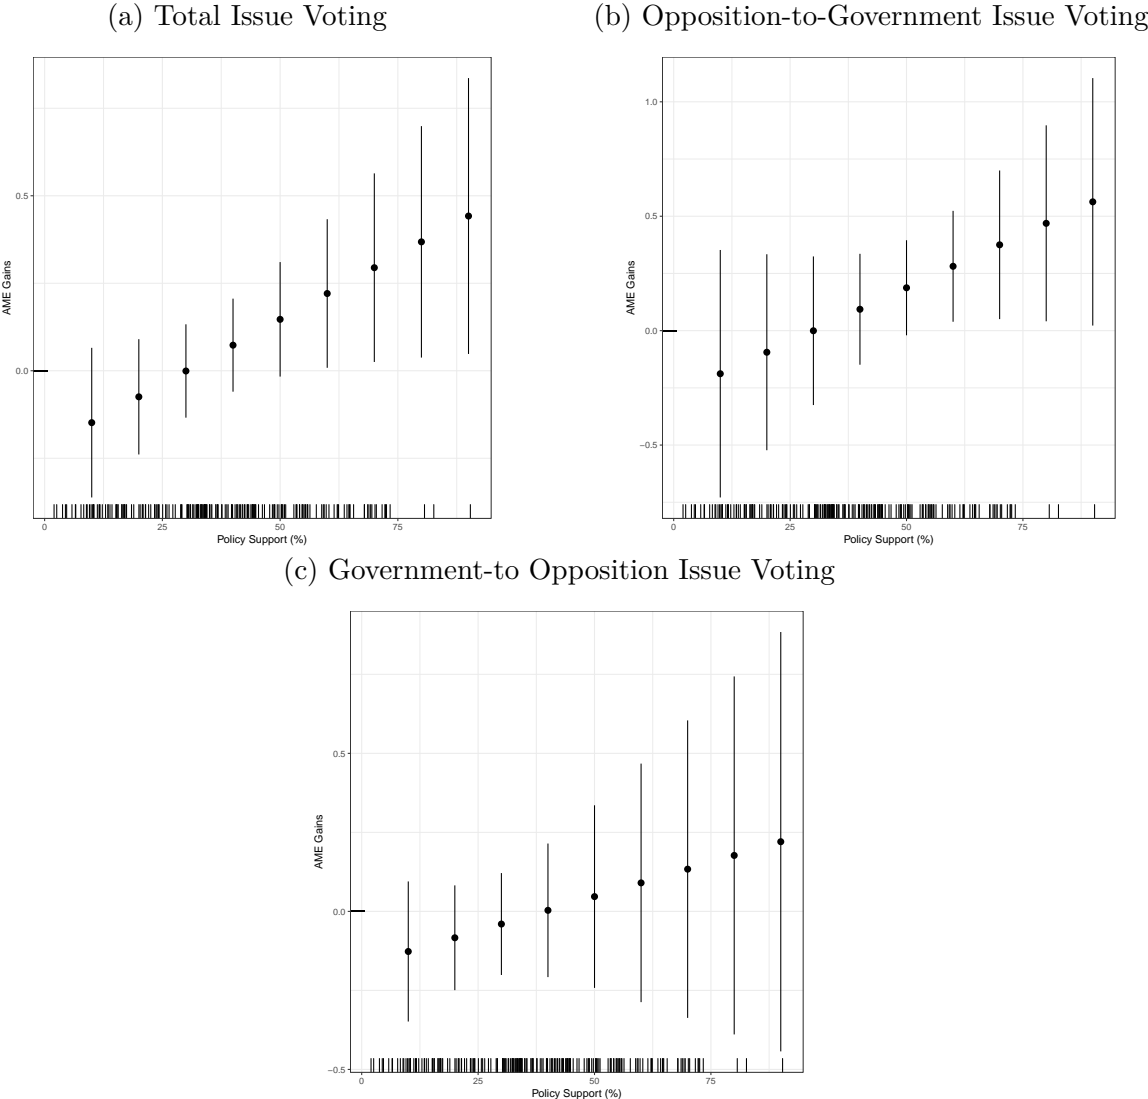 (a) Total Issue Voting
(b) Opposition-to-Government Issue Voting
AME Gains
0.5
0.0
0
25
50
75
Policy Support (%)
AME Gains
1.0
0.5
0.0
−0.5
0
25
50
75
Policy Support (%)
(c) Government-to Opposition Issue Voting
AME Gains
0.5
0.0
−0.5
0
25
50
75
Policy Support (%)